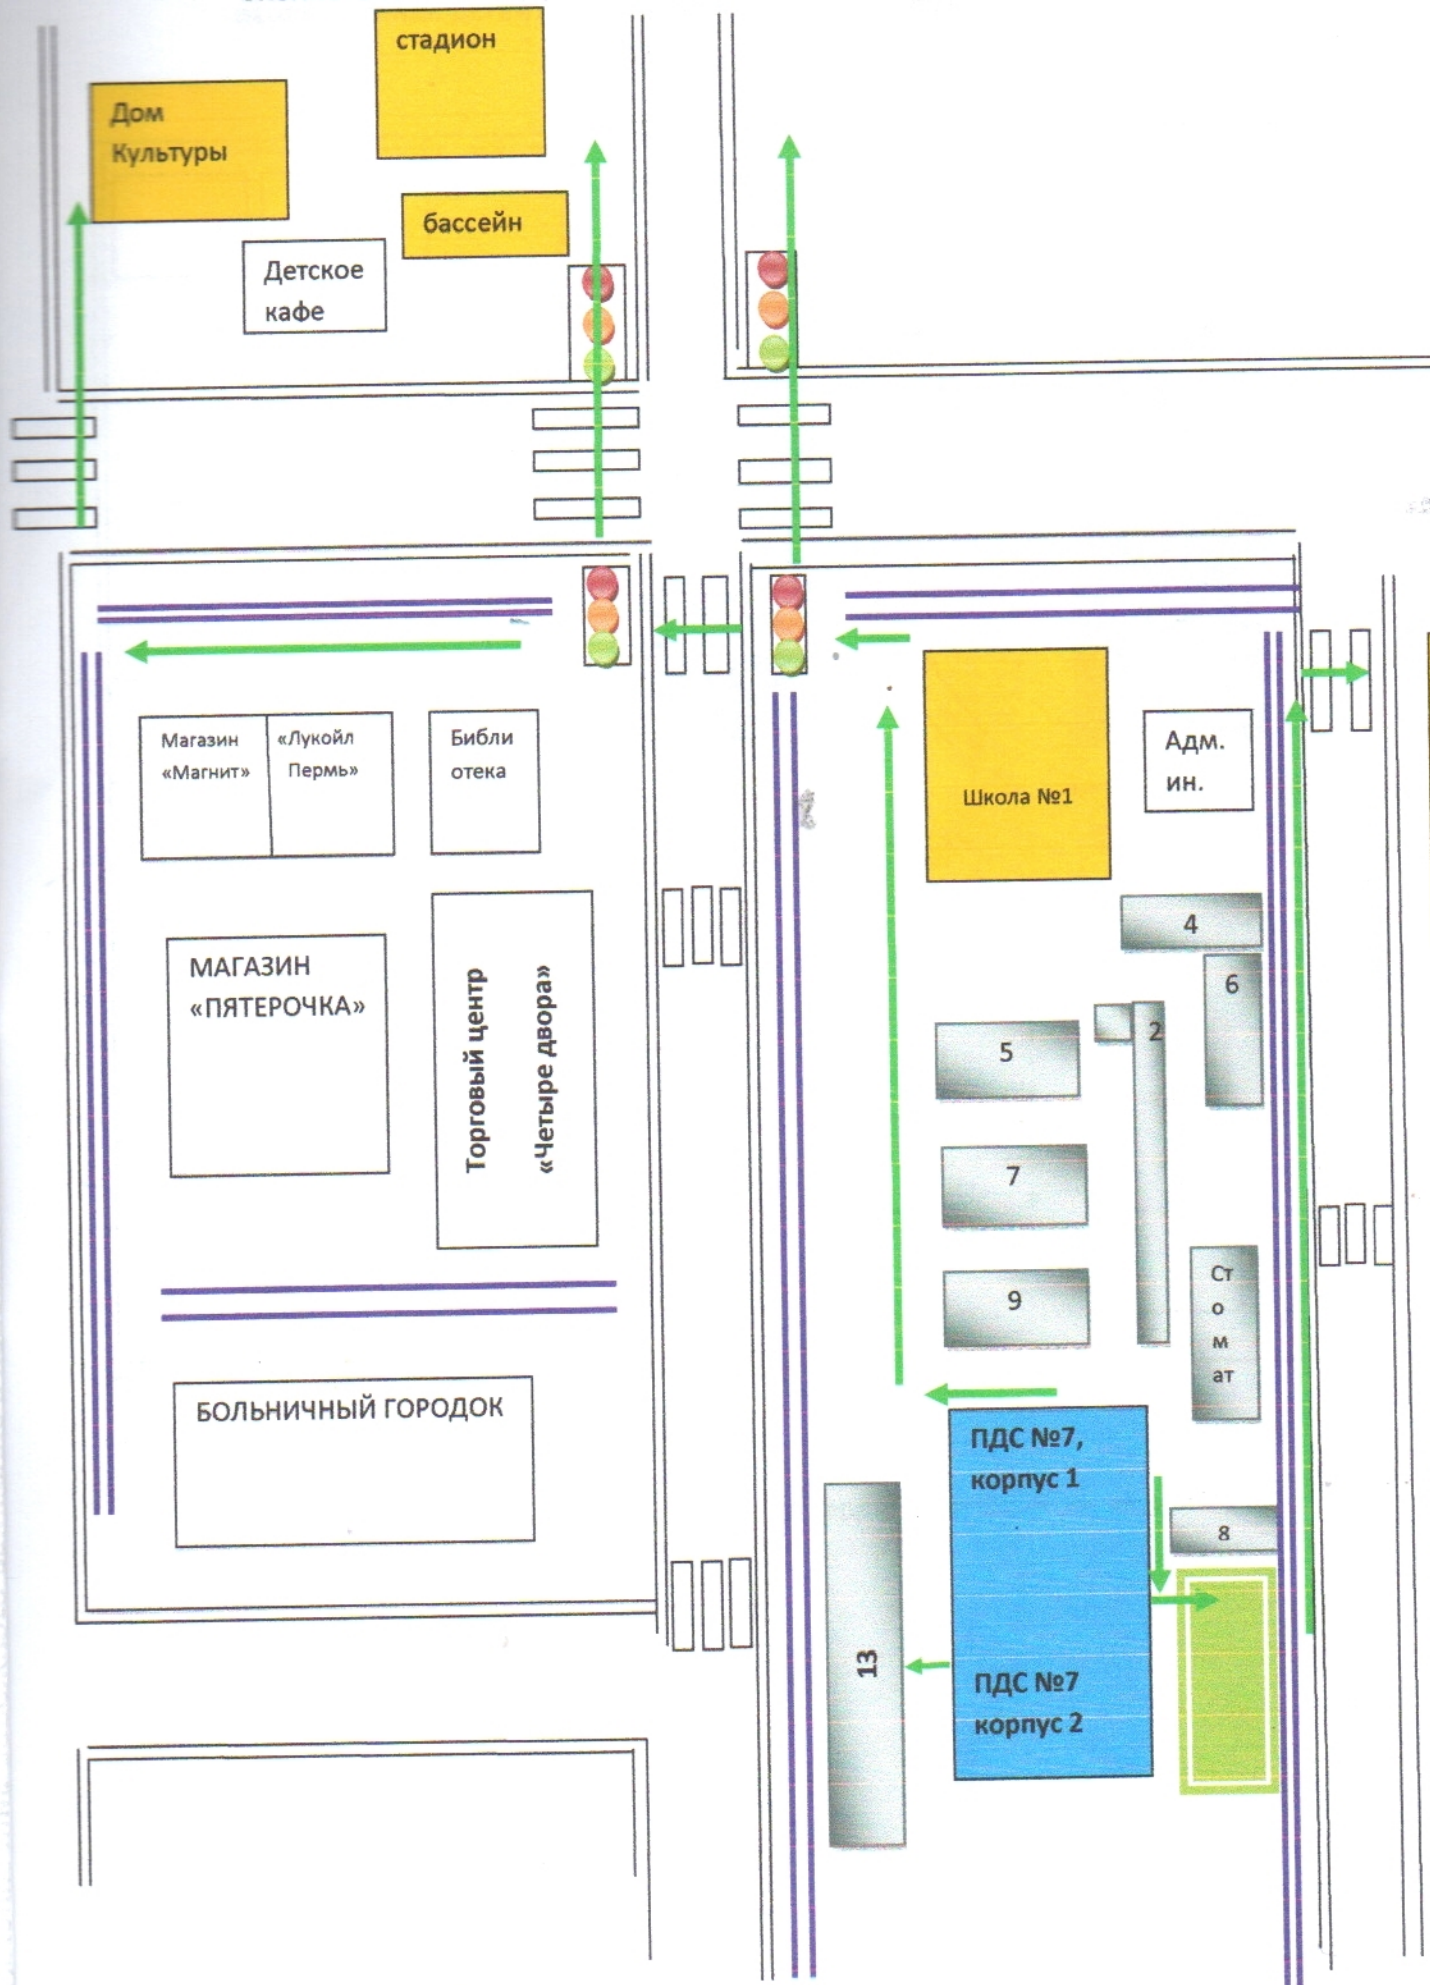 стадион
Дом
Культуры
бассейн
Детское
кафе
Магазин
«Магнит»
«Лукойл
Пермь»
Библи
отека
Школа №1
Адм.
ин.
4
6
2
5
7
9
МАГАЗИН
«ПЯТЕРОЧКА»
Торговый центр
«Четыре двора»
Ст
о
м
ат
БОЛЬНИЧНЫЙ ГОРОДОК
ПДС №7,
корпус 1
8
13
ПДС №7
корпус 2